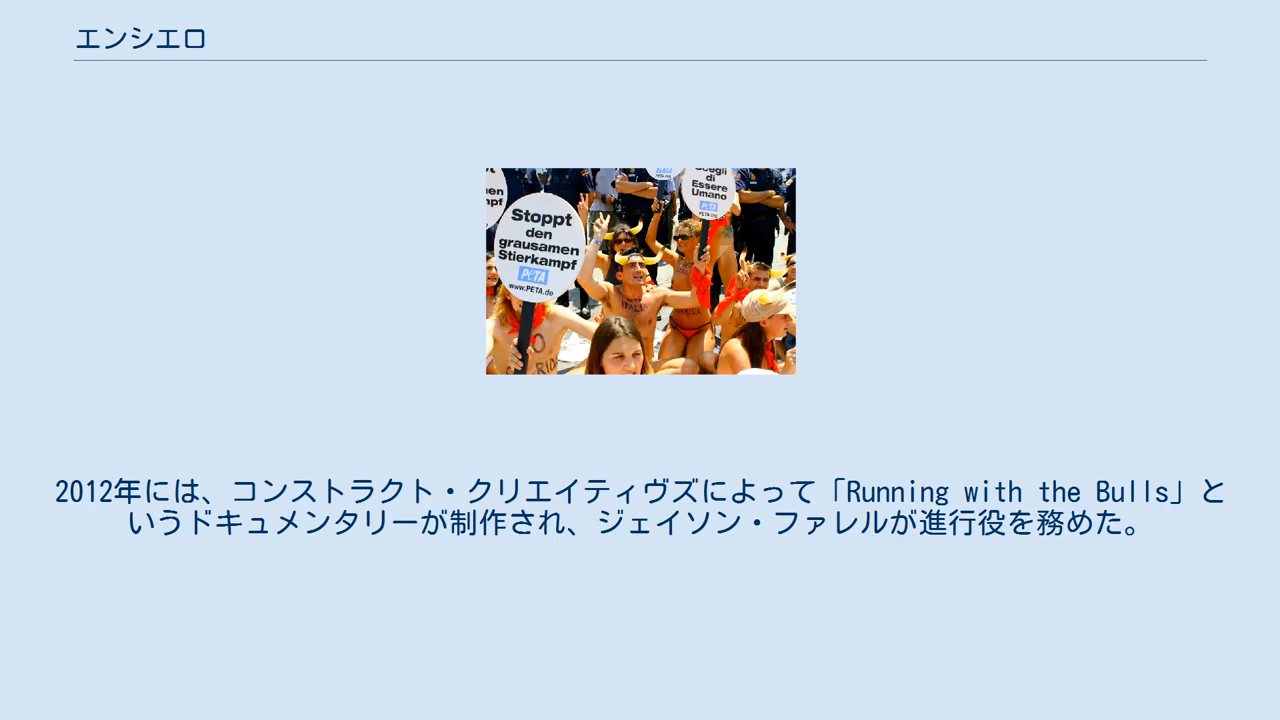 エンシエロ
en
mpf
Stoppt
den
grausamen
Stierkampf
PETA
www.PETA.de
di
Essere
Umano
PETA
ITALIA
2012年には、コンストラクト・クリエイティヴズによって「Running with the Bulls」と
いうドキュメンタリーが制作され、ジェイソン・ファレルが進行役を務めた。